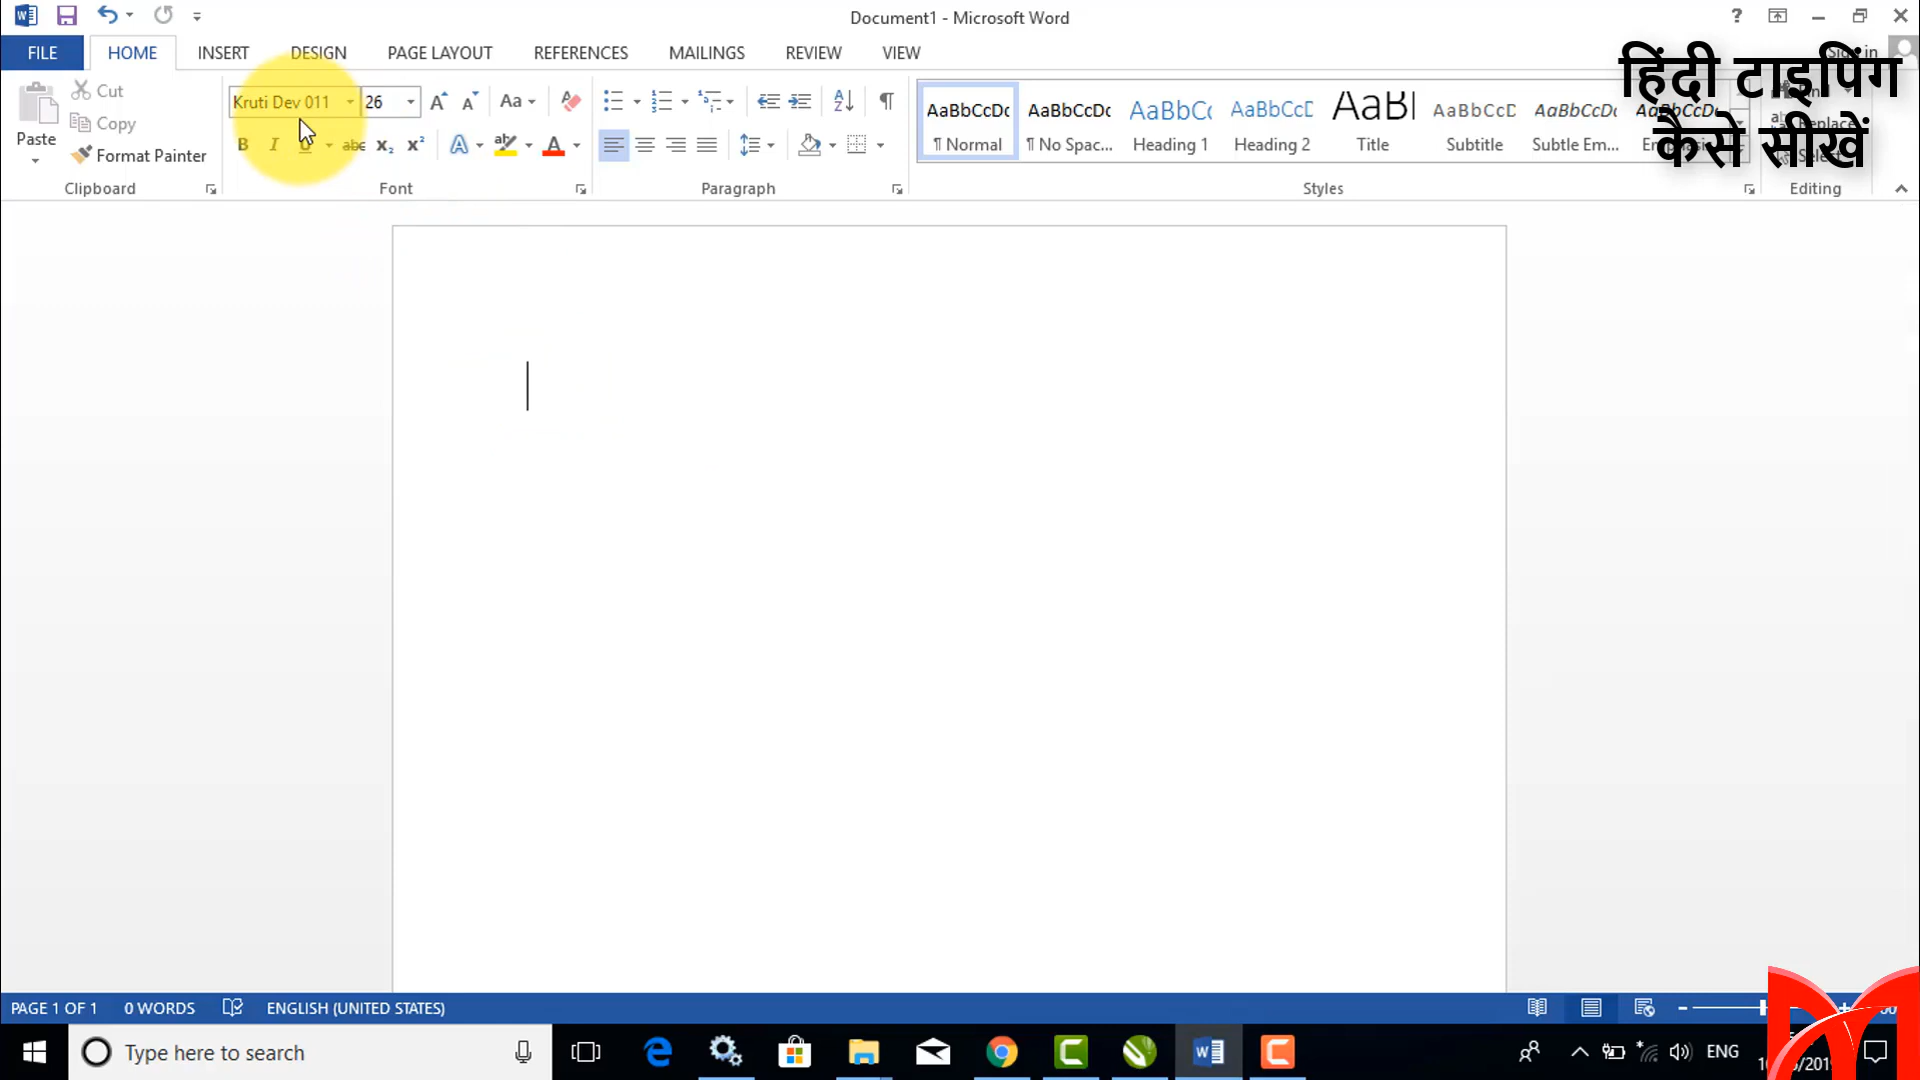 Document1 - Microsoft Word
FILE HOME INSERT DESIGN PAGE LAYOUT REFERENCES MAILINGS REVIEW VIEW
हिंदी टाइपिंग
कैसे सीखें
Paste
Cut
Copy
Format Painter
Clipboard
Kruti Dev 011 26
Font
Paragraph
AaBbCcDc AaBbCcDc AaBbCc AaBbCcD AaBl AaBbCcD AaBbCcDc AaBbCcDc
¶ Normal ¶ No Spac... Heading 1 Heading 2 Title Subtitle Subtle Em...
Styles
Editing
PAGE 1 OF 1 0 WORDS ENGLISH (UNITED STATES)
Type here to search
ENG